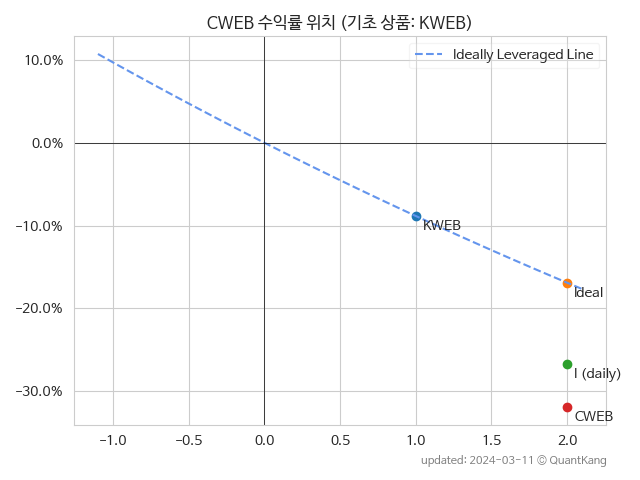 CWEB 수익률 위치 (기초 상품: KWEB)
Ideally Leveraged Line
10.0%
0.0%
−10.0%
−20.0%
−30.0%
KWEB
Ideal
I (daily)
CWEB
−1.0 −0.5 0.0 0.5 1.0 1.5 2.0
updated: 2024-03-11 © QuantKang